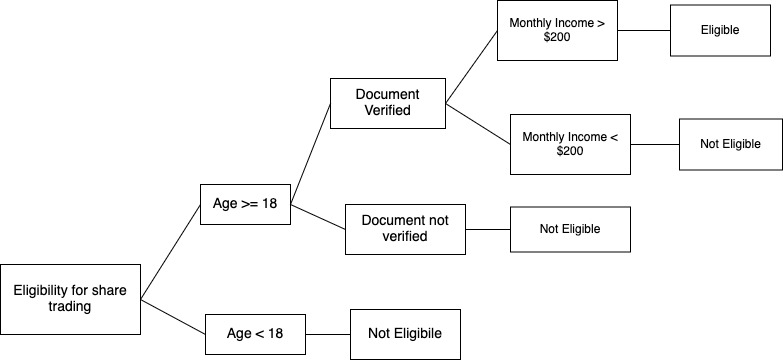 Monthly Income >
$200
Eligible
Document
Verified
Monthly Income <
$200
Not Eligible
Age >= 18
Document not
verified
Not Eligible
Eligibility for share
trading
Age < 18
Not Eligibile